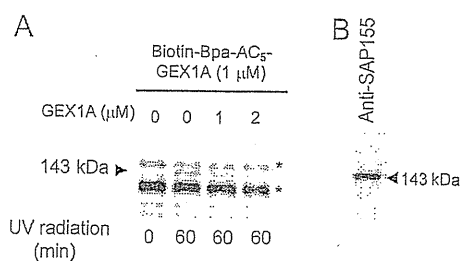 A
Biotin-Bpa-AC₅-
GEX1A (1 μM)
GEX1A (μM) 0 0 1 2
143 kDa
*
*
UV radiation
(min) 0 60 60 60
B
Anti-SAP155
143 kDa